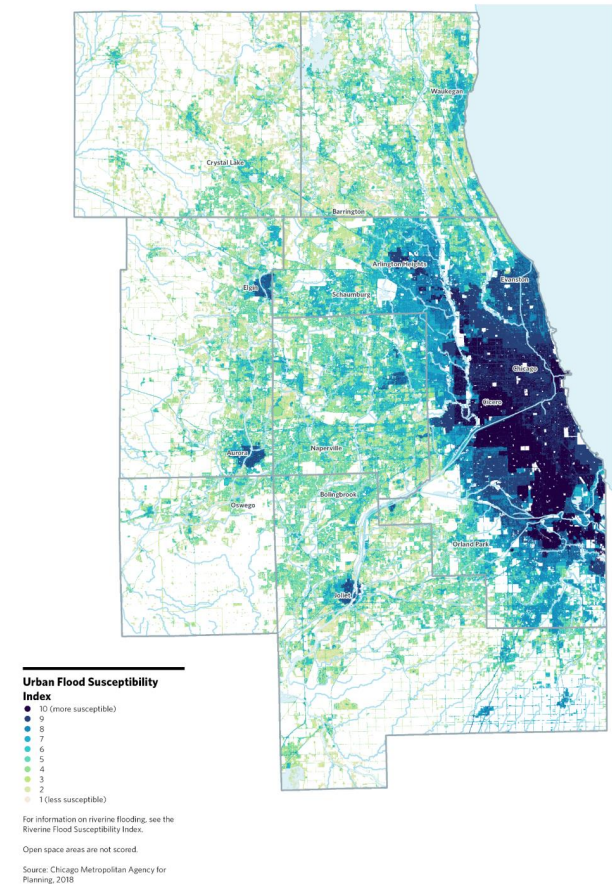 Waukegan
Crystal Lake
Barrington
Arlington Heights
Evanston
Elgin
Schaumburg
Chicago
Cicero
Naperville
Aurora
Bolingbrook
Oswego
Orland Park
Joliet
Urban Flood Susceptibility
Index
10 (more susceptible)
9
8
7
6
5
4
3
2
1 (less susceptible)
For information on riverine flooding, see the
Riverine Flood Susceptibility Index.
Open space areas are not scored.
Source: Chicago Metropolitan Agency for
Planning, 2018